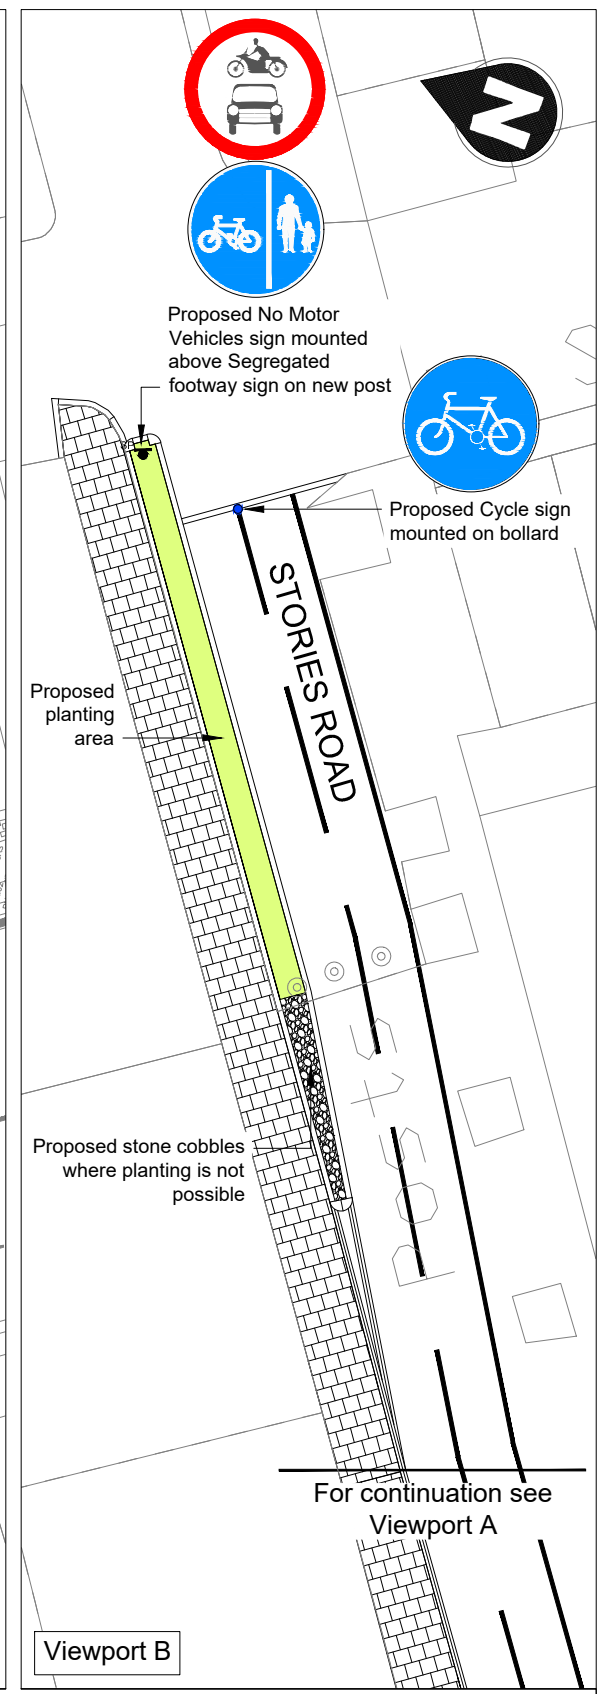 N
Proposed No Motor
Vehicles sign mounted
above Segregated
footway sign on new post
Proposed Cycle sign
mounted on bollard
STORIES ROAD
Proposed
planting
area
Posts
Proposed stone cobbles
where planting is not
possible
For continuation see
Viewport A
Viewport B